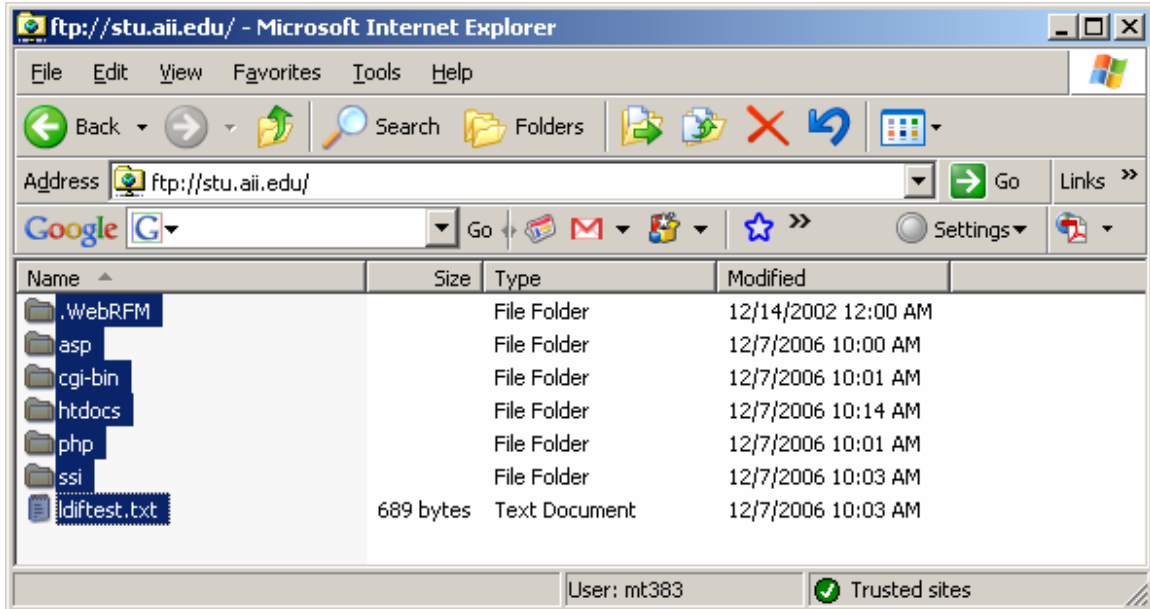 ftp://stu.aii.edu/ - Microsoft Internet Explorer
File Edit View Favorites Tools Help
Back Search Folders
Address ftp://stu.aii.edu/ Go Links »
Google G Go » Settings
Name Size Type Modified
.WebRFM File Folder 12/14/2002 12:00 AM
asp File Folder 12/7/2006 10:00 AM
cgi-bin File Folder 12/7/2006 10:01 AM
htdocs File Folder 12/7/2006 10:14 AM
php File Folder 12/7/2006 10:01 AM
ssi File Folder 12/7/2006 10:03 AM
ldiftest.txt 689 bytes Text Document 12/7/2006 10:03 AM
User: mt383 Trusted sites